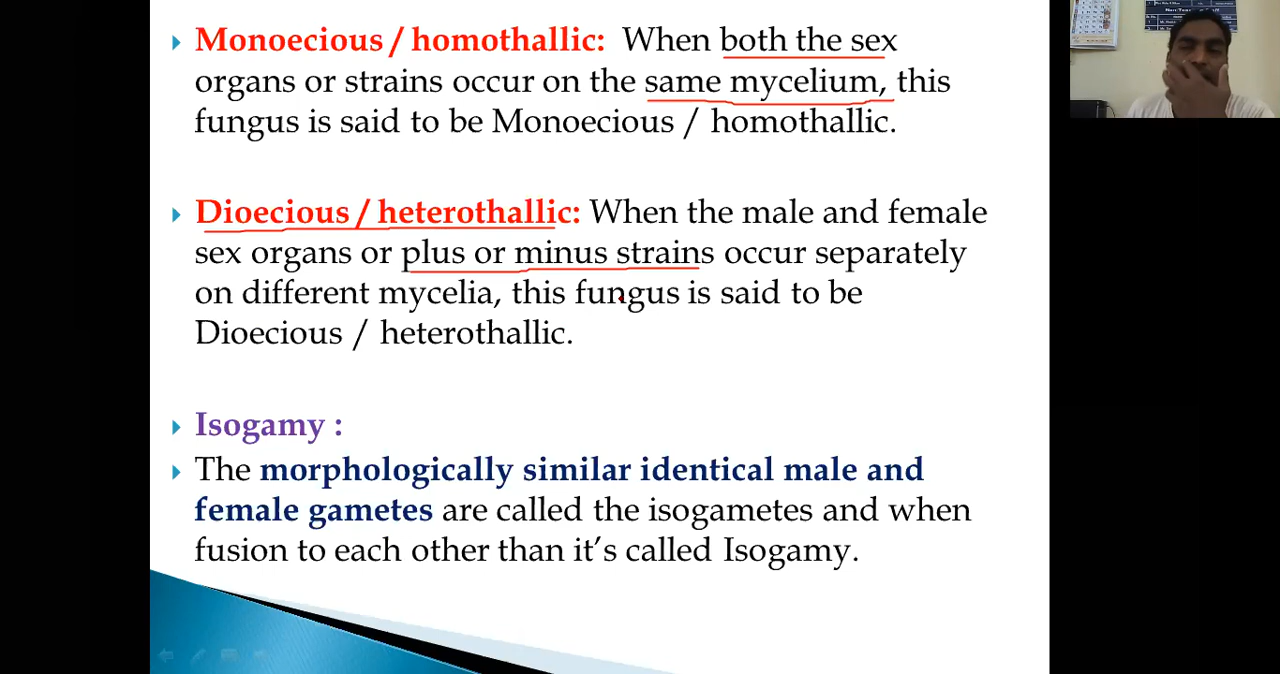 Monoecious / homothallic: When both the sex
organs or strains occur on the same mycelium, this
fungus is said to be Monoecious / homothallic.
Dioecious / heterothallic: When the male and female
sex organs or plus or minus strains occur separately
on different mycelia, this fungus is said to be
Dioecious / heterothallic.
Isogamy :
The morphologically similar identical male and
female gametes are called the isogametes and when
fusion to each other than it’s called Isogamy.